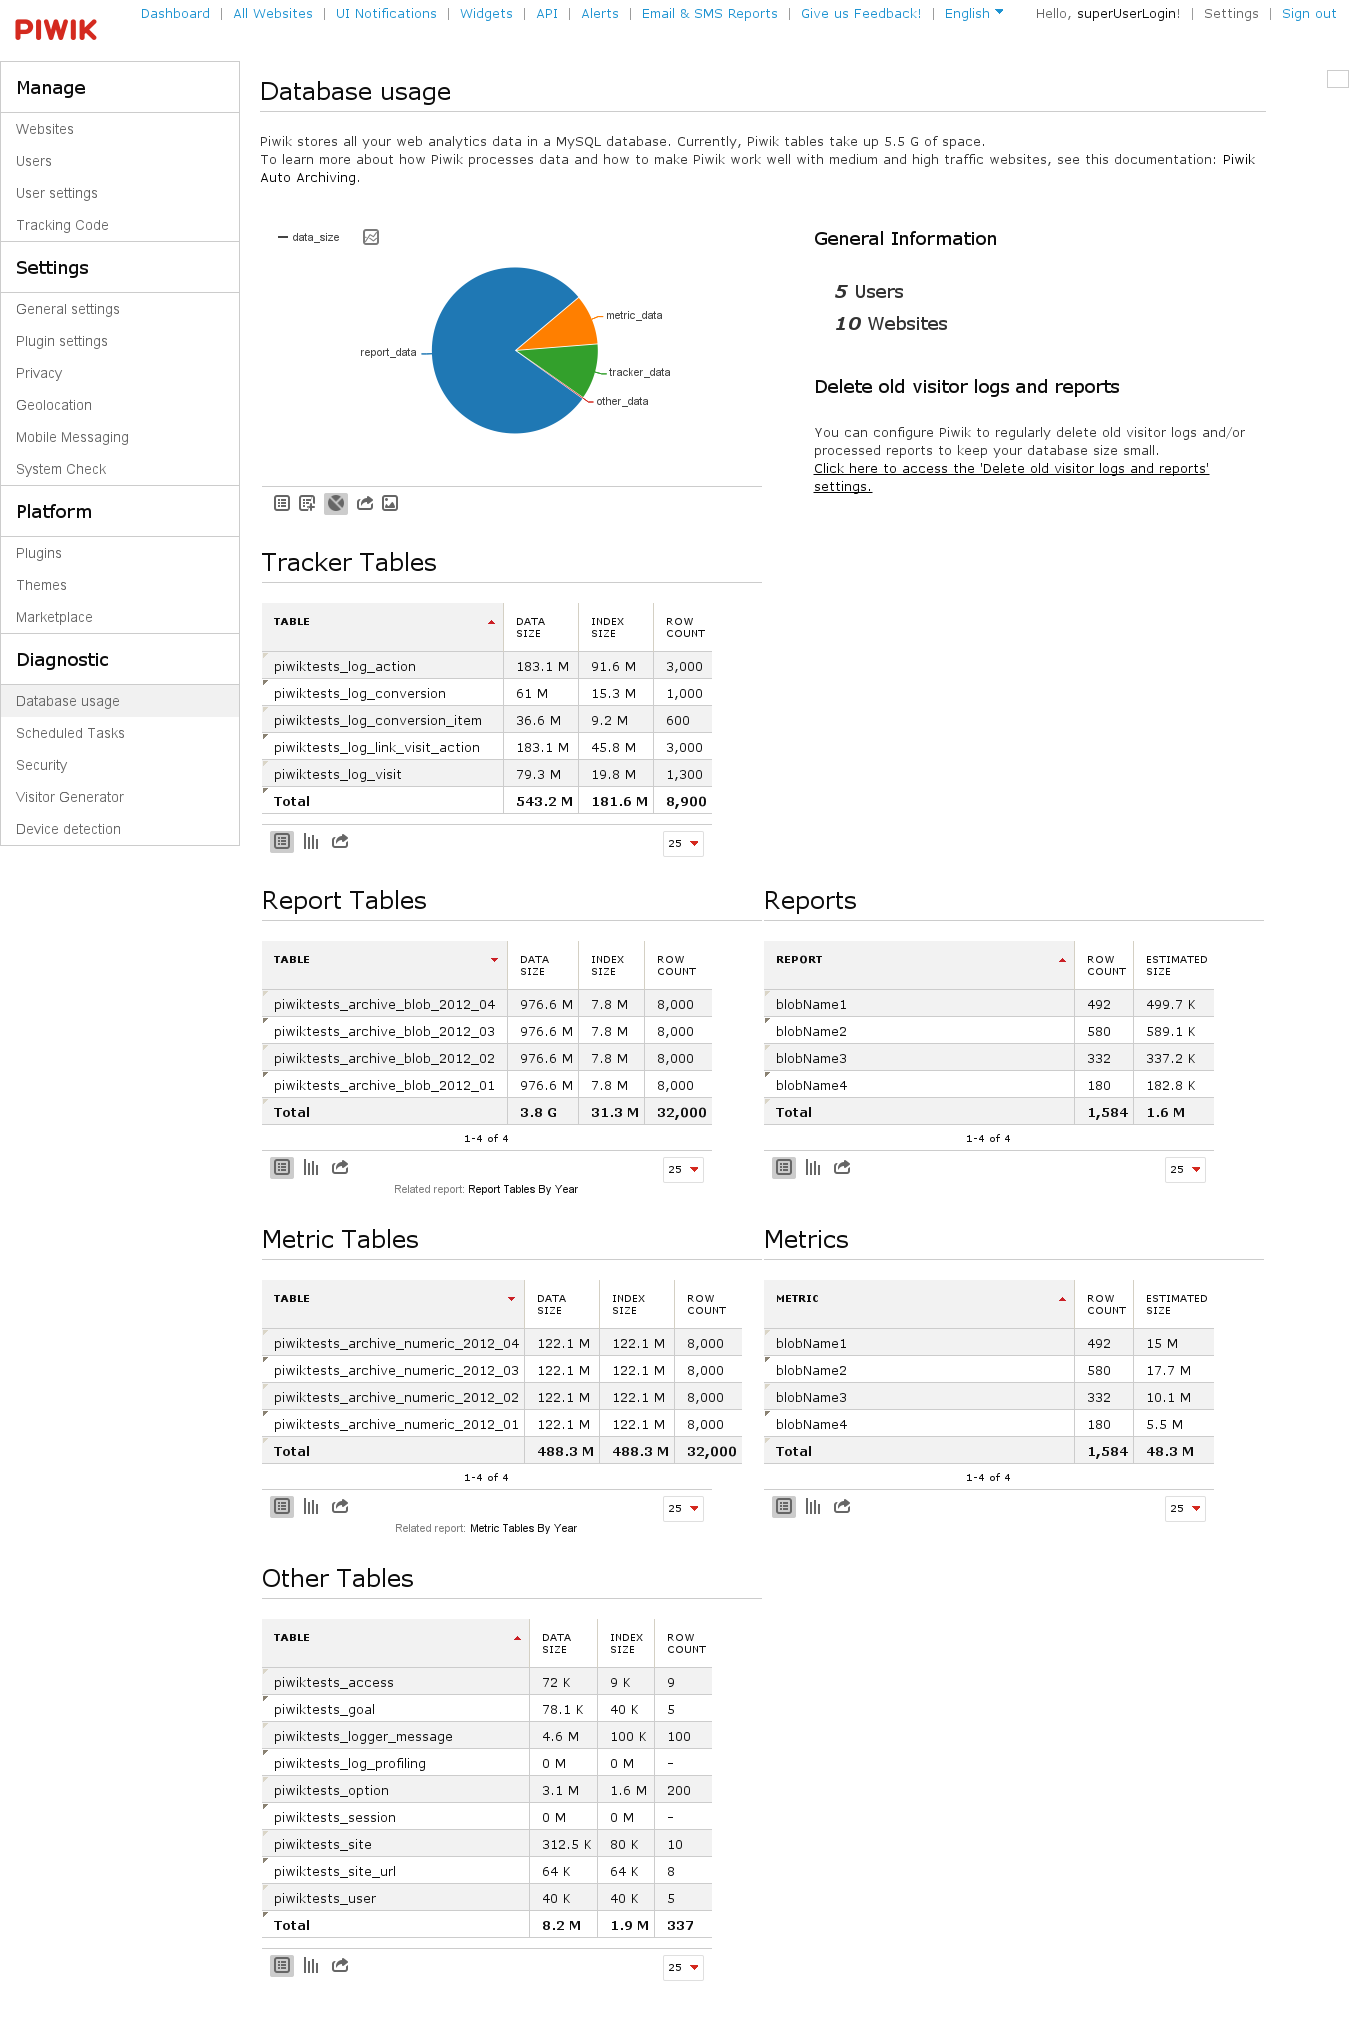 Dashboard | All Websites | UI Notifications | Widgets | API | Alerts | Email & SMS Reports | Give us Feedback! | English Hello, superUserLogin! | Settings | Sign out
PIWIK
Manage
Websites
Users
User settings
Tracking Code
Settings
General settings
Plugin settings
Privacy
Geolocation
Mobile Messaging
System Check
Platform
Plugins
Themes
Marketplace
Diagnostic
Database usage
Scheduled Tasks
Security
Visitor Generator
Device detection
Database usage
Piwik stores all your web analytics data in a MySQL database. Currently, Piwik tables take up 5.5 G of space.
To learn more about how Piwik processes data and how to make Piwik work well with medium and high traffic websites, see this documentation: Piwik
Auto Archiving.
data_size
metric_data
report_data
tracker_data
other_data
General Information
5 Users
10 Websites
Delete old visitor logs and reports
You can configure Piwik to regularly delete old visitor logs and/or
processed reports to keep your database size small.
Click here to access the 'Delete old visitor logs and reports'
settings.
Tracker Tables
TABLE DATA SIZE INDEX SIZE ROW COUNT
piwiktests_log_action 183.1 M 91.6 M 3,000
piwiktests_log_conversion 61 M 15.3 M 1,000
piwiktests_log_conversion_item 36.6 M 9.2 M 600
piwiktests_log_link_visit_action 183.1 M 45.8 M 3,000
piwiktests_log_visit 79.3 M 19.8 M 1,300
Total 543.2 M 181.6 M 8,900
25
Report Tables
TABLE DATA SIZE INDEX SIZE ROW COUNT
piwiktests_archive_blob_2012_04 976.6 M 7.8 M 8,000
piwiktests_archive_blob_2012_03 976.6 M 7.8 M 8,000
piwiktests_archive_blob_2012_02 976.6 M 7.8 M 8,000
piwiktests_archive_blob_2012_01 976.6 M 7.8 M 8,000
Total 3.8 G 31.3 M 32,000
1-4 of 4
25
Related report: Report Tables By Year
Reports
REPORT ROW COUNT ESTIMATED SIZE
blobName1 492 499.7 K
blobName2 580 589.1 K
blobName3 332 337.2 K
blobName4 180 182.8 K
Total 1,584 1.6 M
1-4 of 4
25
Metric Tables
TABLE DATA SIZE INDEX SIZE ROW COUNT
piwiktests_archive_numeric_2012_04 122.1 M 122.1 M 8,000
piwiktests_archive_numeric_2012_03 122.1 M 122.1 M 8,000
piwiktests_archive_numeric_2012_02 122.1 M 122.1 M 8,000
piwiktests_archive_numeric_2012_01 122.1 M 122.1 M 8,000
Total 488.3 M 488.3 M 32,000
1-4 of 4
25
Related report: Metric Tables By Year
Metrics
METRIC ROW COUNT ESTIMATED SIZE
blobName1 492 15 M
blobName2 580 17.7 M
blobName3 332 10.1 M
blobName4 180 5.5 M
Total 1,584 48.3 M
1-4 of 4
25
Other Tables
TABLE DATA SIZE INDEX SIZE ROW COUNT
piwiktests_access 72 K 9 K 9
piwiktests_goal 78.1 K 40 K 5
piwiktests_logger_message 4.6 M 100 K 100
piwiktests_log_profiling 0 M 0 M -
piwiktests_option 3.1 M 1.6 M 200
piwiktests_session 0 M 0 M -
piwiktests_site 312.5 K 80 K 10
piwiktests_site_url 64 K 64 K 8
piwiktests_user 40 K 40 K 5
Total 8.2 M 1.9 M 337
25